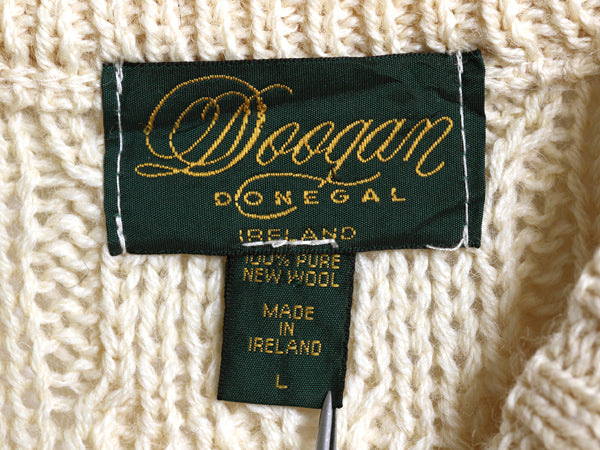 Doogan
DONEGAL
IRELAND
100% PURE
NEW WOOL
MADE
IN
IRELAND
L